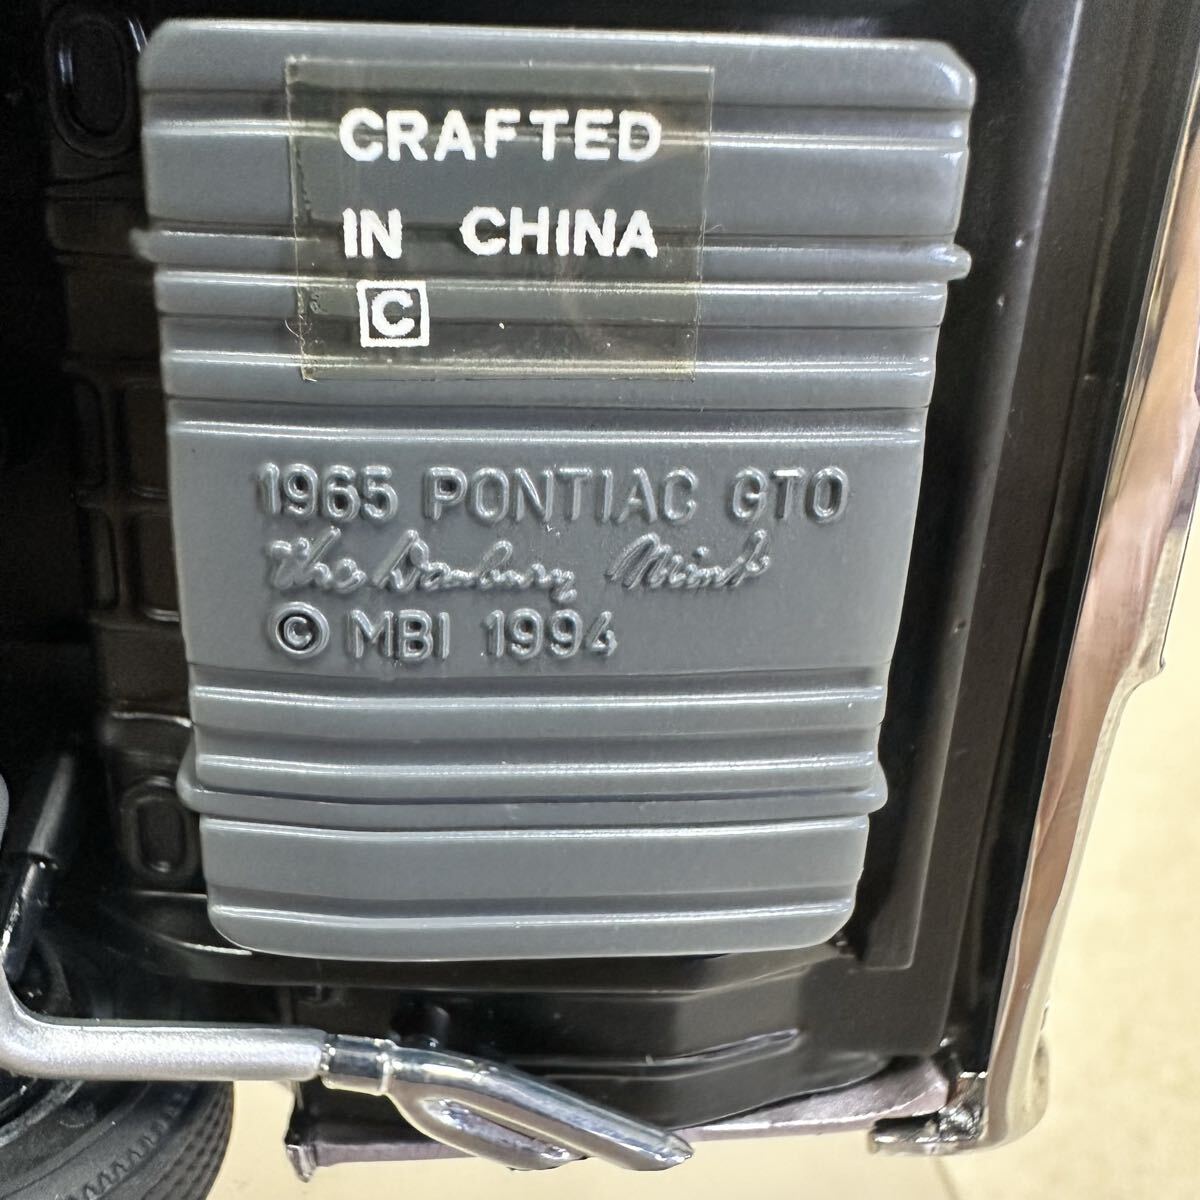 CRAFTED
IN CHINA
C
1965 PONTIAC GTO
The Danbury Mint
© MBI 1994